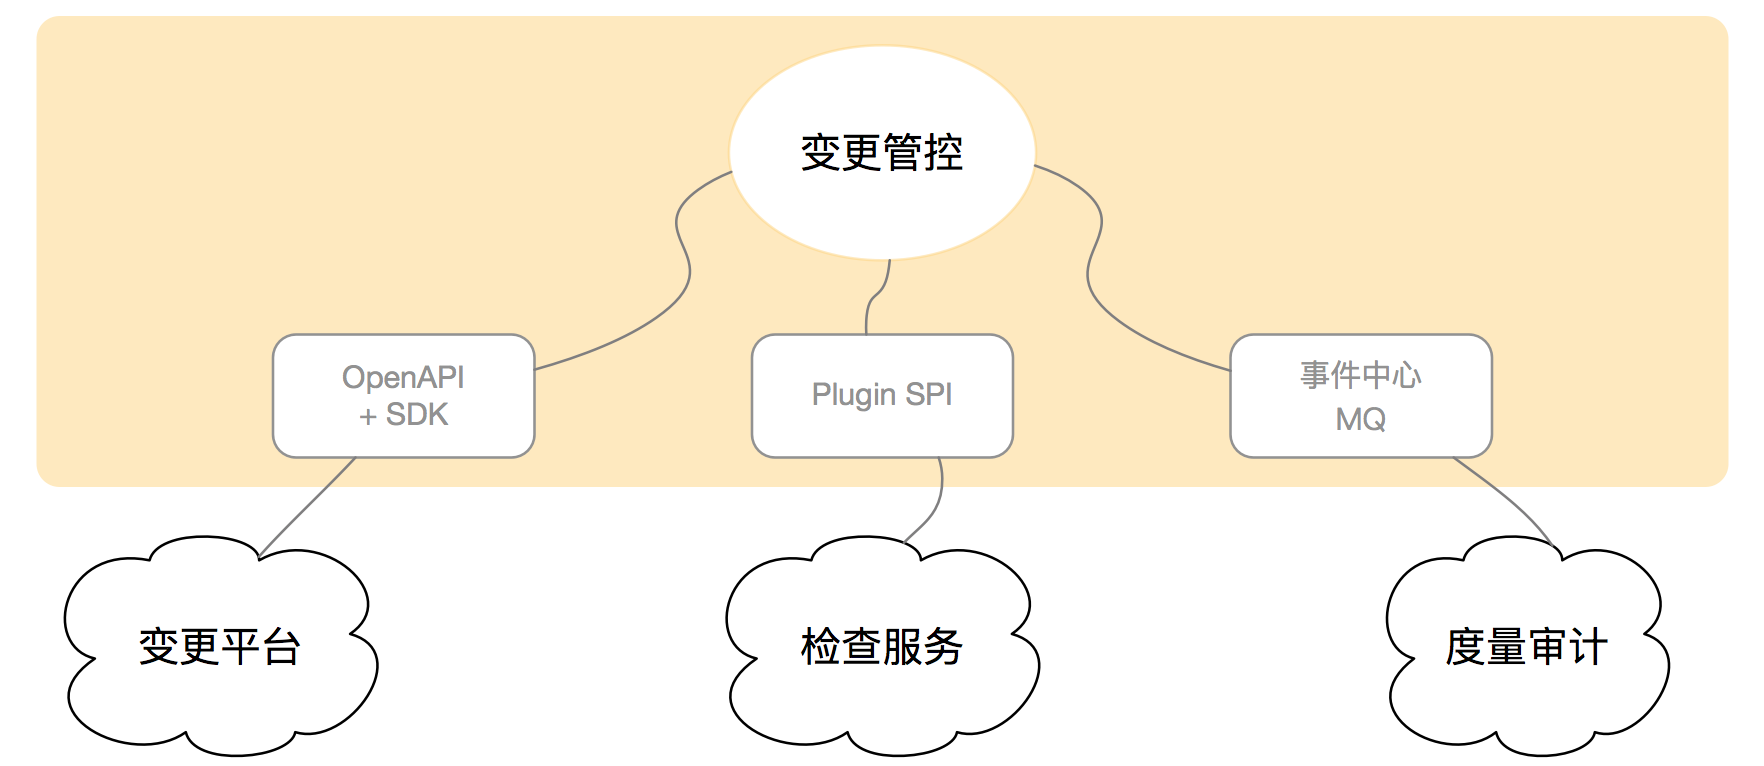 变更管控
OpenAPI
+ SDK
Plugin SPI
事件中心
MQ
变更平台
检查服务
度量审计